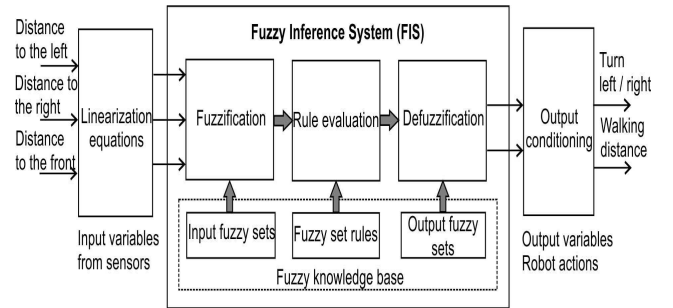 Fuzzy Inference System (FIS)
Distance
to the left
Distance to
the right
Distance
to the front
Linearization
equations
Fuzzification
Rule evaluation
Defuzzification
Output
conditioning
Turn
left / right
Walking
distance
Input fuzzy sets
Fuzzy set rules
Output fuzzy
sets
Fuzzy knowledge base
Input variables
from sensors
Output variables
Robot actions